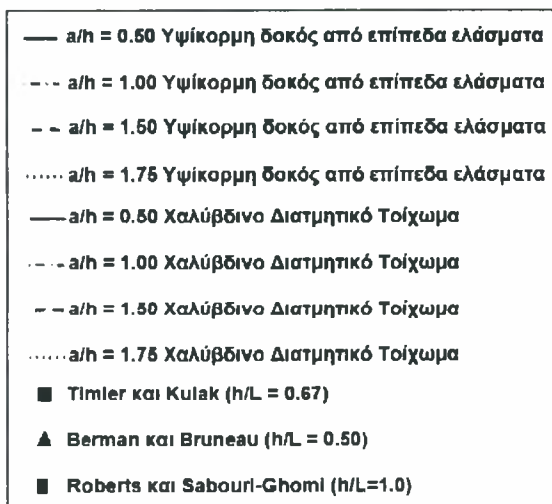 a/h = 0.50 Υψίκορμη δοκός από επίπεδα ελάσματα
a/h = 1.00 Υψίκορμη δοκός από επίπεδα ελάσματα
a/h = 1.50 Υψίκορμη δοκός από επίπεδα ελάσματα
a/h = 1.75 Υψίκορμη δοκός από επίπεδα ελάσματα
a/h = 0.50 Χαλύβδινο Διατμητικό Τοίχωμα
a/h = 1.00 Χαλύβδινο Διατμητικό Τοίχωμα
a/h = 1.50 Χαλύβδινο Διατμητικό Τοίχωμα
a/h = 1.75 Χαλύβδινο Διατμητικό Τοίχωμα
Timler και Kulak (h/L = 0.67)
Berman και Bruneau (h/L = 0.50)
Roberts και Sabouri-Ghomi (h/L=1.0)